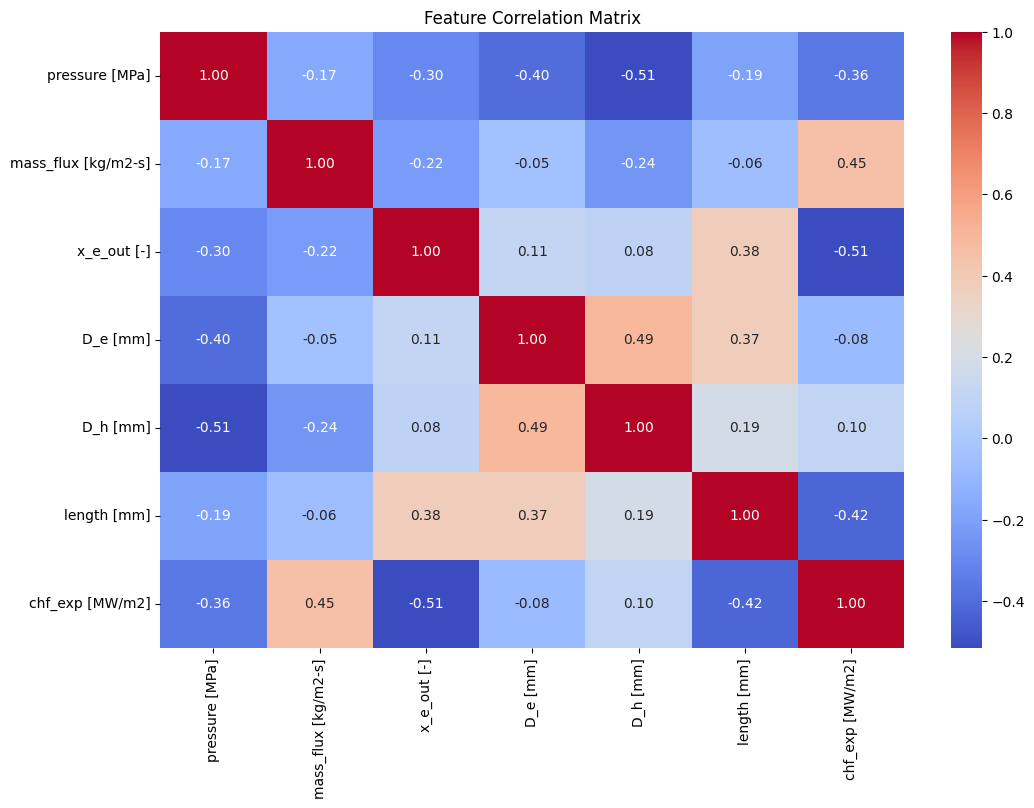 Feature Correlation Matrix
pressure [MPa] 1.00 -0.17 -0.30 -0.40 -0.51 -0.19 -0.36
mass_flux [kg/m2-s] -0.17 1.00 -0.22 -0.05 -0.24 -0.06 0.45
x_e_out [-] -0.30 -0.22 1.00 0.11 0.08 0.38 -0.51
D_e [mm] -0.40 -0.05 0.11 1.00 0.49 0.37 -0.08
D_h [mm] -0.51 -0.24 0.08 0.49 1.00 0.19 0.10
length [mm] -0.19 -0.06 0.38 0.37 0.19 1.00 -0.42
chf_exp [MW/m2] -0.36 0.45 -0.51 -0.08 0.10 -0.42 1.00
pressure [MPa]
mass_flux [kg/m2-s]
x_e_out [-]
D_e [mm]
D_h [mm]
length [mm]
chf_exp [MW/m2]
1.0
0.8
0.6
0.4
0.2
0.0
−0.2
−0.4